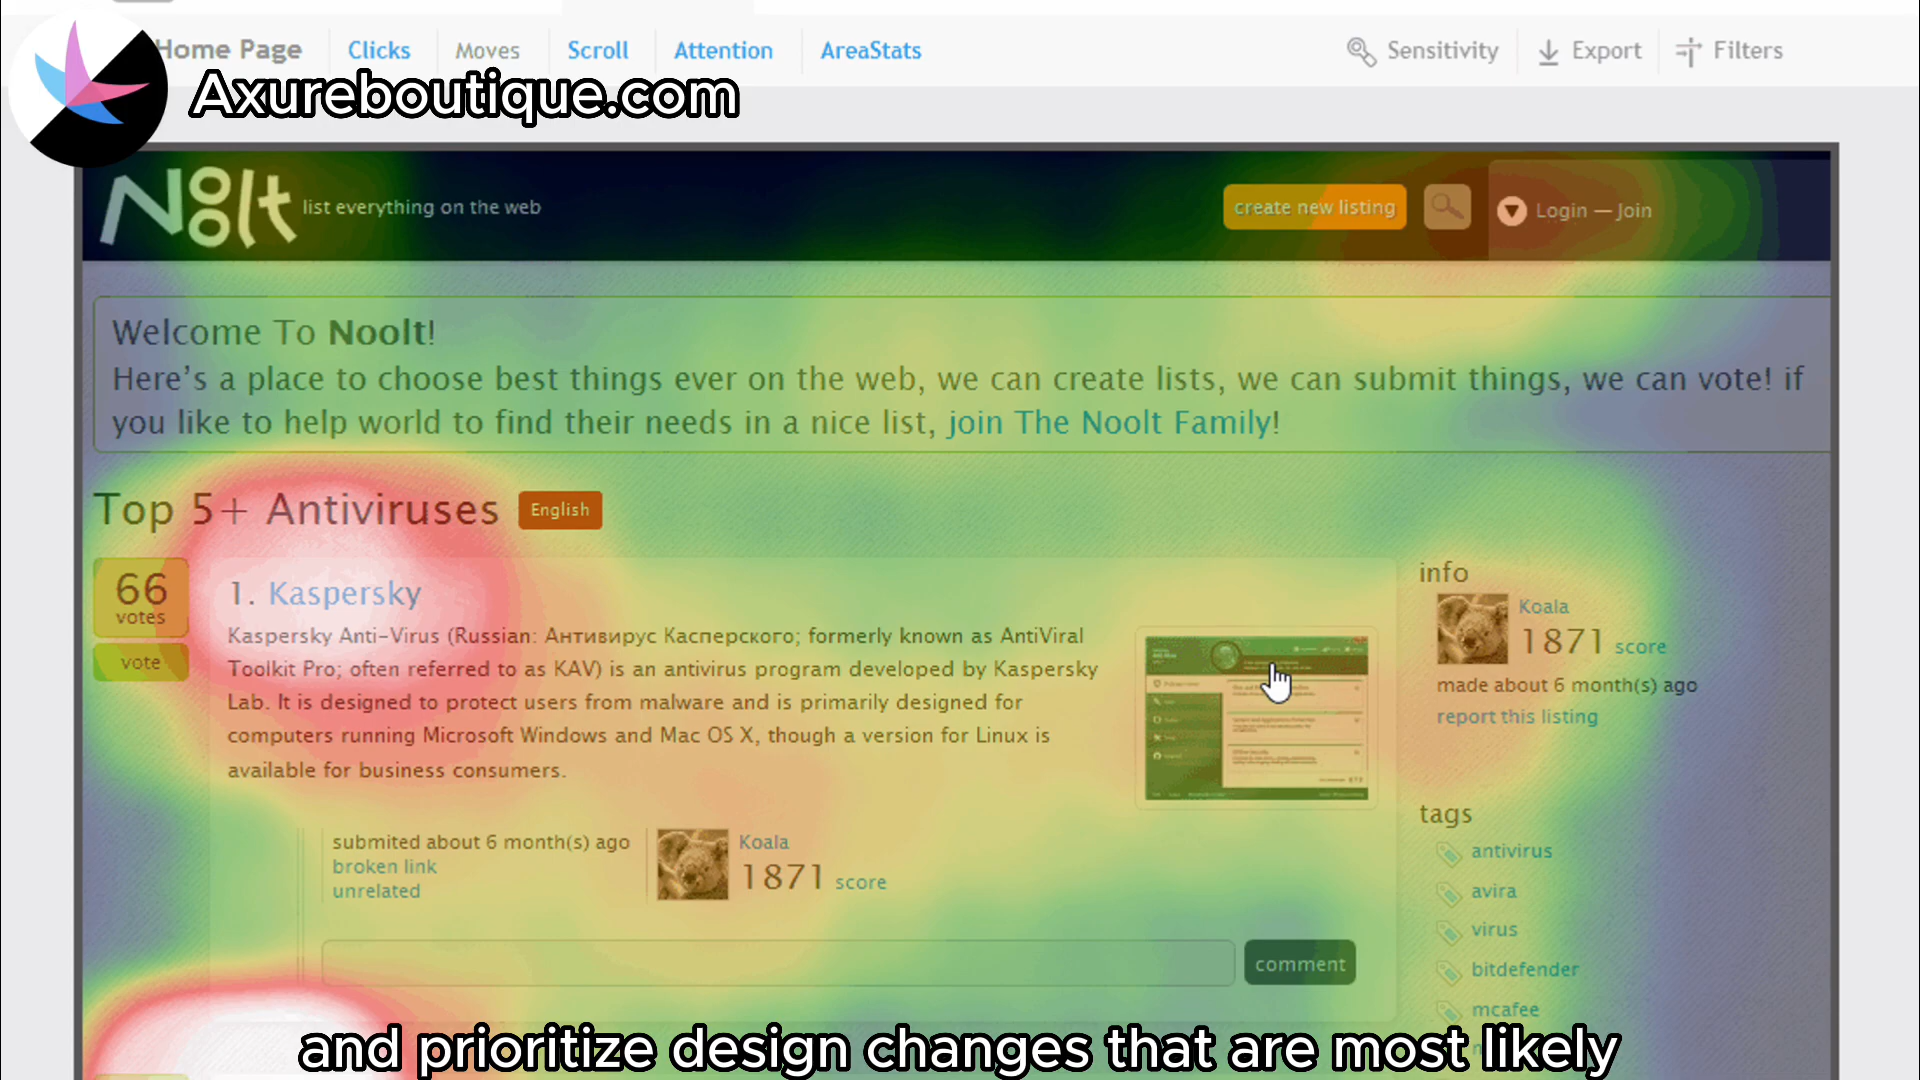 Home Page Clicks Moves Scroll Attention AreaStats Sensitivity Export Filters
Axureboutique.com
Noolt list everything on the web create new listing Login — Join
Welcome To Noolt!
Here's a place to choose best things ever on the web, we can create lists, we can submit things, we can vote! if
you like to help world to find their needs in a nice list, join The Noolt Family!
Top 5+ Antiviruses English
66
votes
vote
1. Kaspersky
Kaspersky Anti-Virus (Russian: Антивирус Касперского; formerly known as AntiViral
Toolkit Pro; often referred to as KAV) is an antivirus program developed by Kaspersky
Lab. It is designed to protect users from malware and is primarily designed for
computers running Microsoft Windows and Mac OS X, though a version for Linux is
available for business consumers.
submited about 6 month(s) ago
broken link
unrelated
Koala
1871 score
comment
info
Koala
1871 score
made about 6 month(s) ago
report this listing
tags
antivirus
avira
virus
bitdefender
mcafee
and prioritize design changes that are most likely